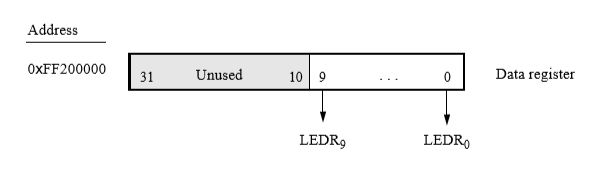 Address
0xFF200000
31 Unused 10 9 . . . 0
Data register
LEDR9 LEDR0